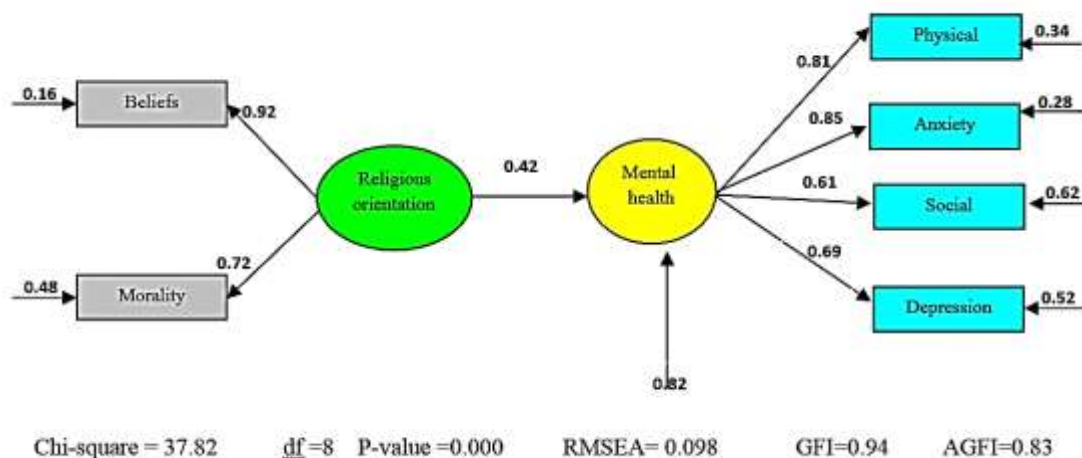 Physical
0.34
0.81
0.16
Beliefs
0.92
0.28
Anxiety
0.85
Religious
orientation
0.42
Mental
health
0.61
Social
0.62
0.72
0.69
0.48
Morality
Depression
0.52
0.82
Chi-square = 37.82 df =8 P-value =0.000 RMSEA= 0.098 GFI=0.94 AGFI=0.83